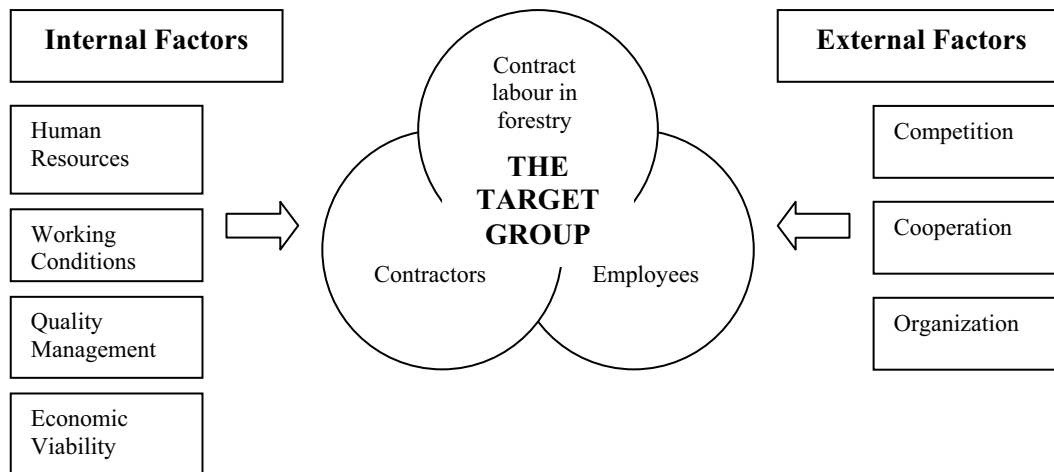 Internal Factors
Human
Resources
Working
Conditions
Quality
Management
Economic
Viability
Contract
labour in
forestry
THE
TARGET
GROUP
Contractors
Employees
External Factors
Competition
Cooperation
Organization